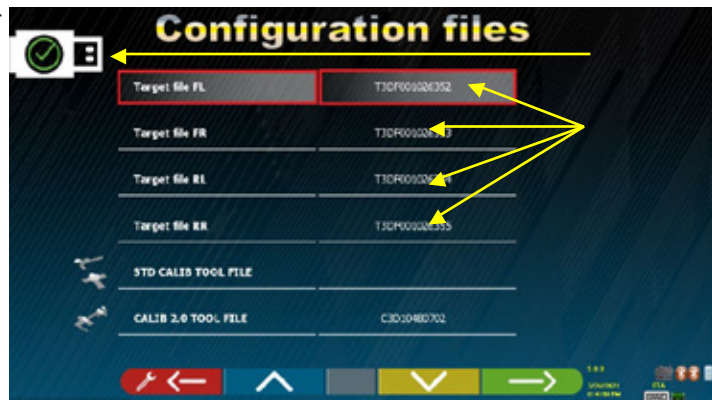 Configuration files
Target file FL T3DF001026352
Target file FR
Target file RL
Target file RR
STD CALIB TOOL FILE
CALIB 2.0 TOOL FILE C3D10480702
ITA